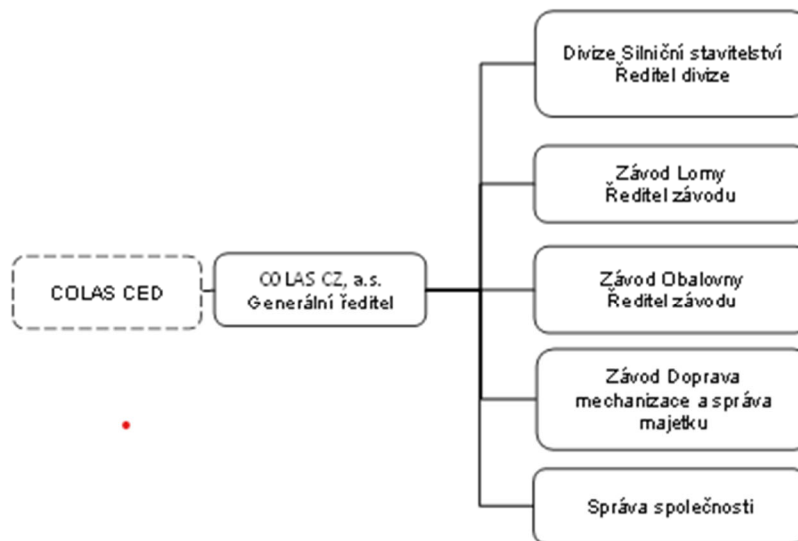 Divize Silniční stavitelství
Ředitel divize
Závod Lomy
Ředitel závodu
COLAS CED
COLAS CZ, a.s.
Generální ředitel
Závod Obalovny
Ředitel závodu
Závod Doprava
mechanizace a správa
majetku
Správa společnosti